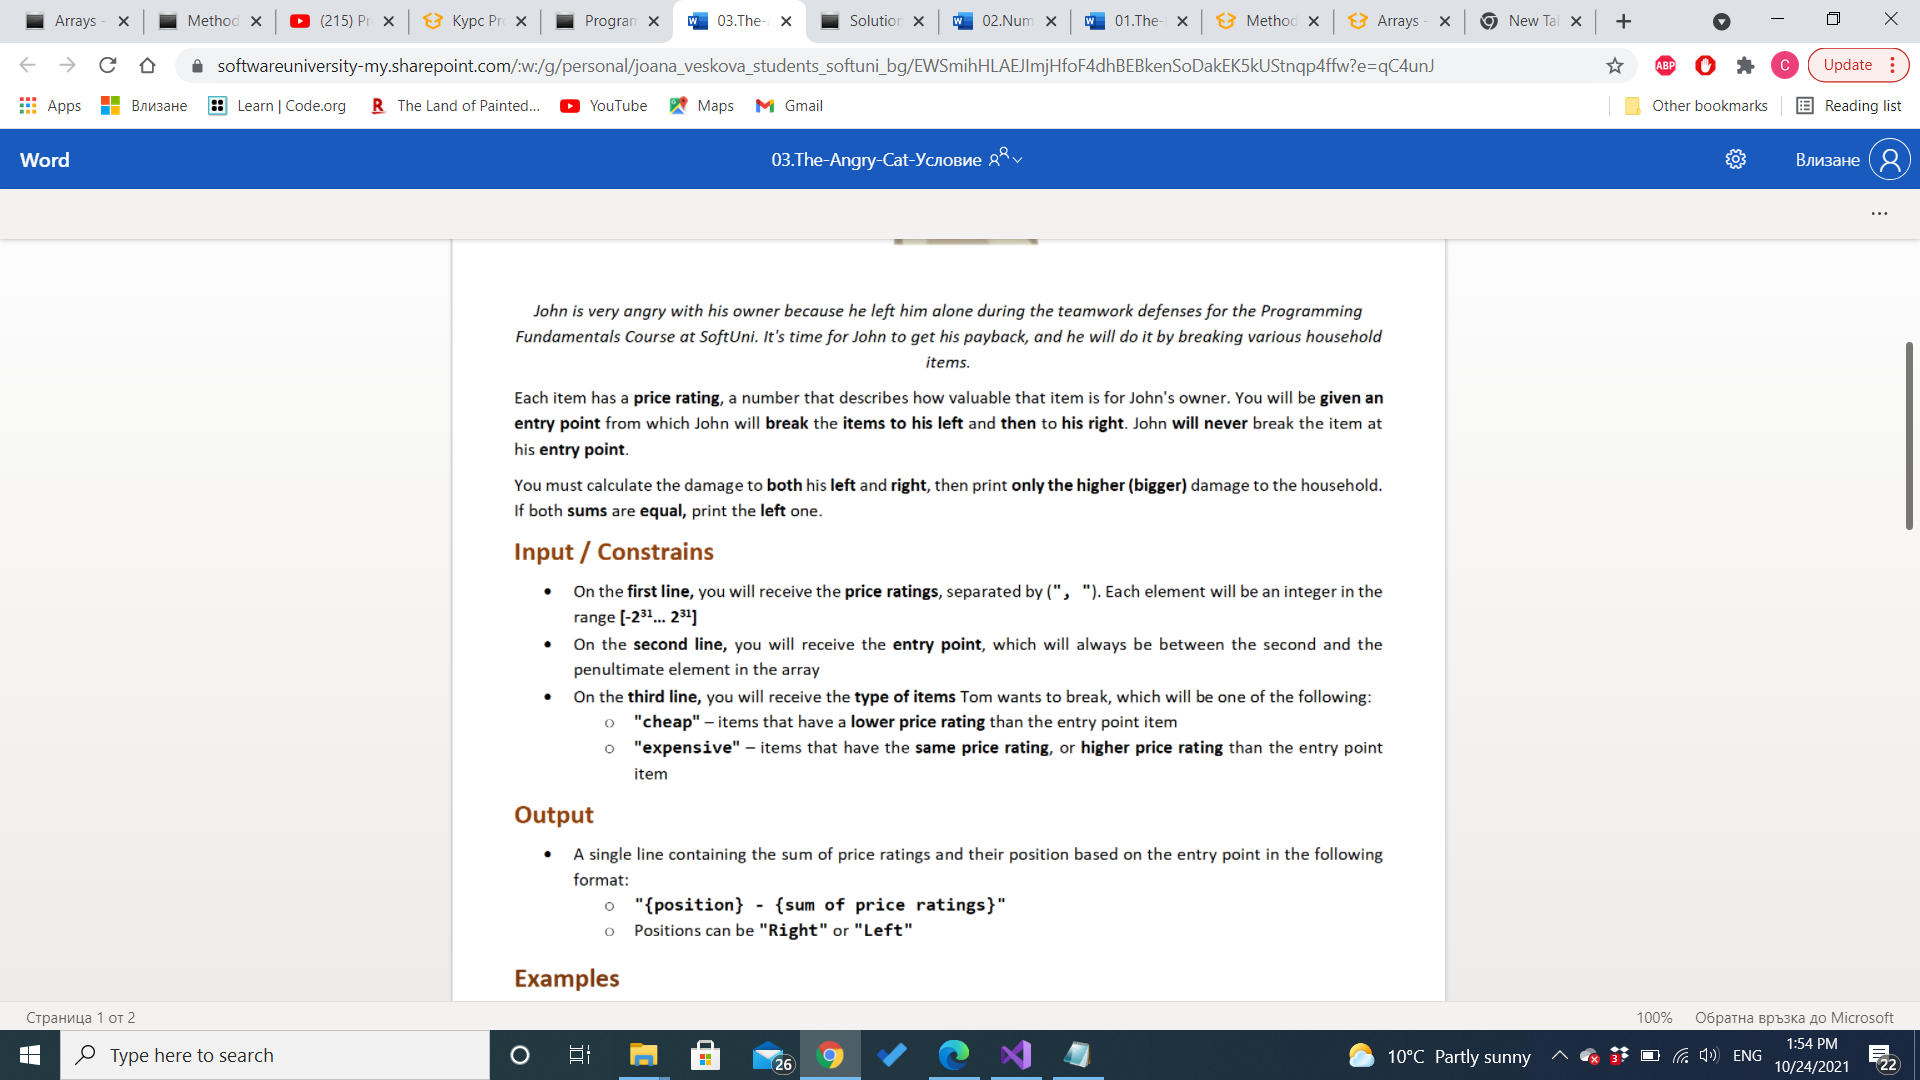 Arrays -
Method
(215) Pr
Курс Pro
Program
03.The-
Solution
02.Num
01.The-
Method
Arrays -
New Tal
softwareuniversity-my.sharepoint.com/:w:/g/personal/joana_veskova_students_softuni_bg/EWSmihHLAEJImjHfoF4dhBEBkenSoDakEK5kUStnqp4ffw?e=qC4unJ
ABP
C
Update
Apps
Влизане
Learn | Code.org
The Land of Painted...
YouTube
Maps
Gmail
Other bookmarks
Reading list
Word
03.The-Angry-Cat-Условие
Влизане
John is very angry with his owner because he left him alone during the teamwork defenses for the Programming
Fundamentals Course at SoftUni. It's time for John to get his payback, and he will do it by breaking various household
items.
Each item has a price rating, a number that describes how valuable that item is for John's owner. You will be given an
entry point from which John will break the items to his left and then to his right. John will never break the item at
his entry point.
You must calculate the damage to both his left and right, then print only the higher (bigger) damage to the household.
If both sums are equal, print the left one.
Input / Constrains
• On the first line, you will receive the price ratings, separated by (", "). Each element will be an integer in the
range [-2³¹... 2³¹]
• On the second line, you will receive the entry point, which will always be between the second and the
penultimate element in the array
• On the third line, you will receive the type of items Tom wants to break, which will be one of the following:
o "cheap" – items that have a lower price rating than the entry point item
o "expensive" – items that have the same price rating, or higher price rating than the entry point
item
Output
• A single line containing the sum of price ratings and their position based on the entry point in the following
format:
o "{position} - {sum of price ratings}"
o Positions can be "Right" or "Left"
Examples
Страница 1 от 2
100%
Обратна връзка до Microsoft
Type here to search
26
10°C Partly sunny
3
ENG
1:54 PM
10/24/2021
22